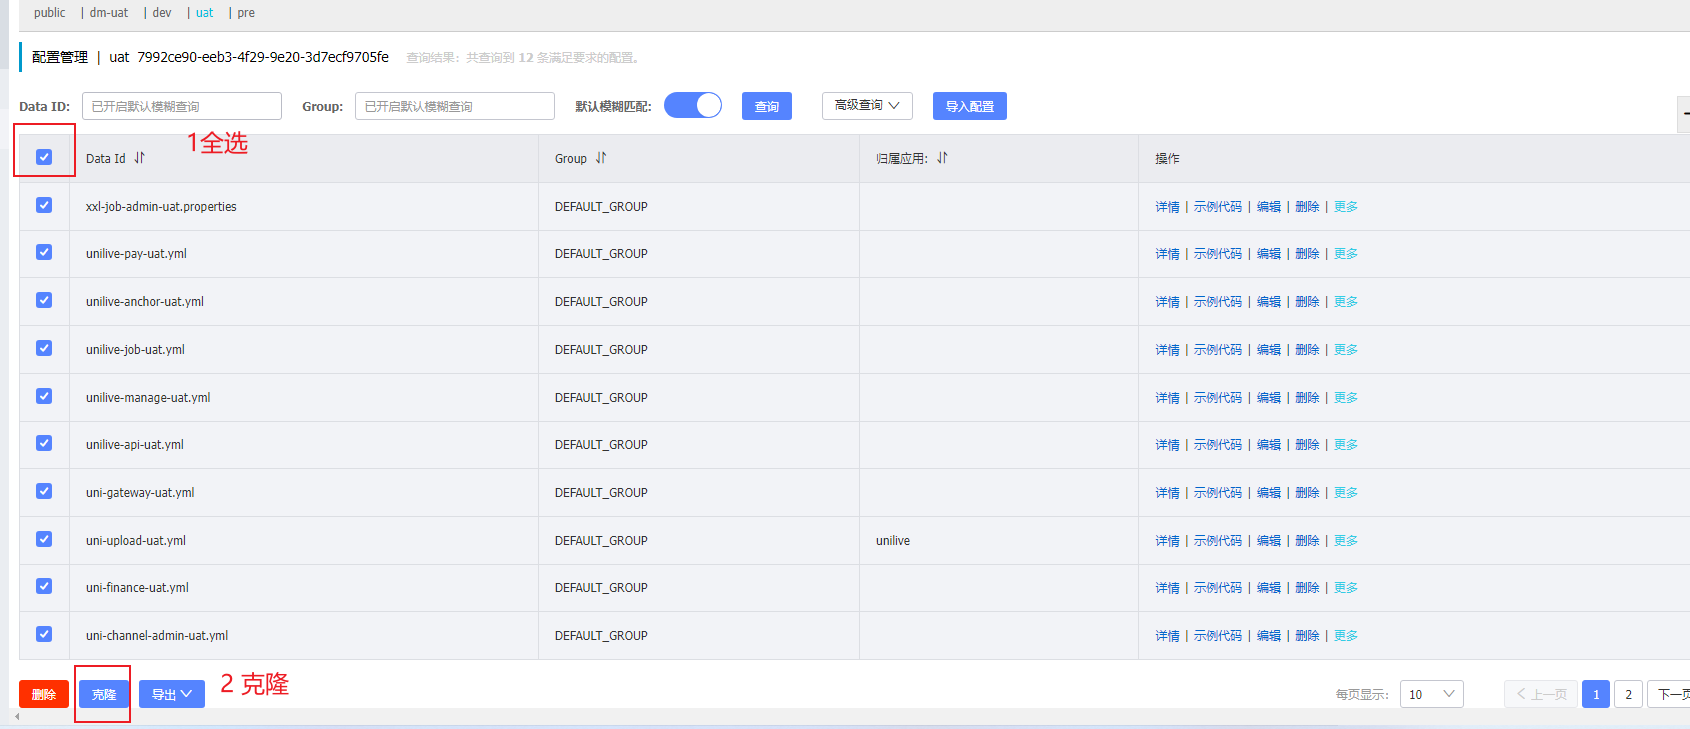 public | dm-uat | dev | uat | pre
配置管理 | uat 7992ce90-eeb3-4f29-9e20-3d7ecf9705fe 查询结果：共查询到 12 条满足要求的配置。
Data ID: 已开启默认模糊查询 Group: 已开启默认模糊查询 默认模糊匹配: 查询 高级查询 导入配置
1全选
Data Id Group 归属应用: 操作
xxl-job-admin-uat.properties DEFAULT_GROUP 详情 | 示例代码 | 编辑 | 删除 | 更多
unilive-pay-uat.yml DEFAULT_GROUP 详情 | 示例代码 | 编辑 | 删除 | 更多
unilive-anchor-uat.yml DEFAULT_GROUP 详情 | 示例代码 | 编辑 | 删除 | 更多
unilive-job-uat.yml DEFAULT_GROUP 详情 | 示例代码 | 编辑 | 删除 | 更多
unilive-manage-uat.yml DEFAULT_GROUP 详情 | 示例代码 | 编辑 | 删除 | 更多
unilive-api-uat.yml DEFAULT_GROUP 详情 | 示例代码 | 编辑 | 删除 | 更多
uni-gateway-uat.yml DEFAULT_GROUP 详情 | 示例代码 | 编辑 | 删除 | 更多
uni-upload-uat.yml DEFAULT_GROUP unilive 详情 | 示例代码 | 编辑 | 删除 | 更多
uni-finance-uat.yml DEFAULT_GROUP 详情 | 示例代码 | 编辑 | 删除 | 更多
uni-channel-admin-uat.yml DEFAULT_GROUP 详情 | 示例代码 | 编辑 | 删除 | 更多
删除 克隆 导出 2 克隆 每页显示: 10 < 上一页 1 2 下一页